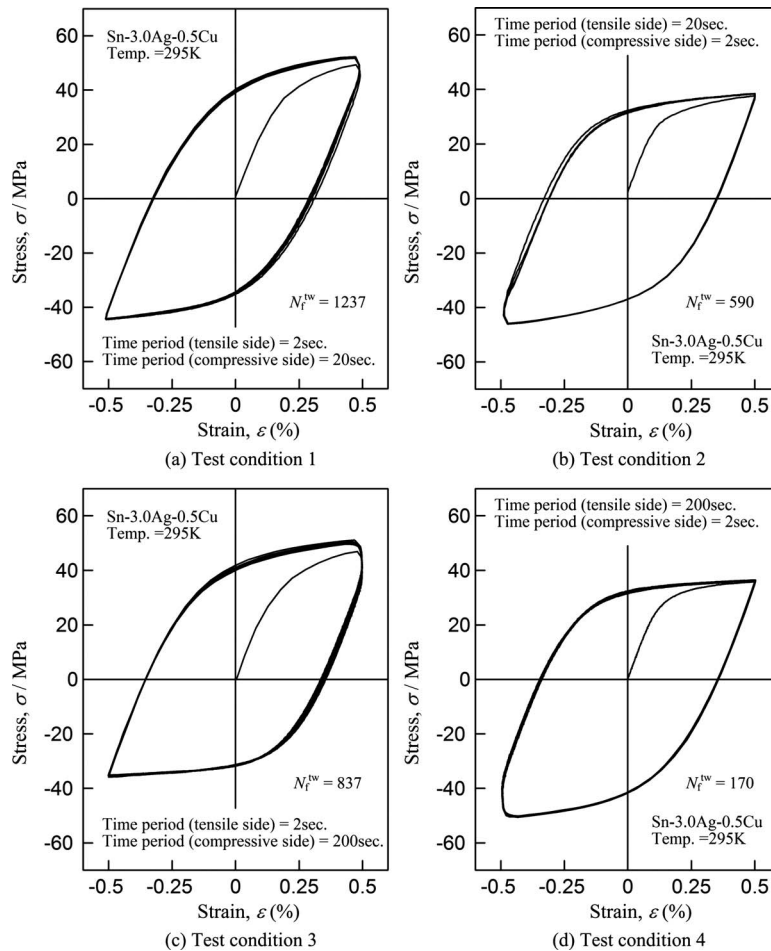 60
40
20
0
-20
-40
-60
Stress, σ / MPa
Sn-3.0Ag-0.5Cu
Temp. =295K
N_f^tw = 1237
Time period (tensile side) = 2sec.
Time period (compressive side) = 20sec.
-0.5 -0.25 0 0.25 0.5
Strain, ε (%)
(a) Test condition 1
Time period (tensile side) = 20sec.
Time period (compressive side) = 2sec.
60
40
20
0
-20
-40
-60
Stress, σ / MPa
N_f^tw = 590
Sn-3.0Ag-0.5Cu
Temp. =295K
-0.5 -0.25 0 0.25 0.5
Strain, ε (%)
(b) Test condition 2
60
40
20
0
-20
-40
-60
Stress, σ / MPa
Sn-3.0Ag-0.5Cu
Temp. =295K
N_f^tw = 837
Time period (tensile side) = 2sec.
Time period (compressive side) = 200sec.
-0.5 -0.25 0 0.25 0.5
Strain, ε (%)
(c) Test condition 3
60
40
20
0
-20
-40
-60
Stress, σ / MPa
Time period (tensile side) = 200sec.
Time period (compressive side) = 2sec.
N_f^tw = 170
Sn-3.0Ag-0.5Cu
Temp. =295K
-0.5 -0.25 0 0.25 0.5
Strain, ε (%)
(d) Test condition 4